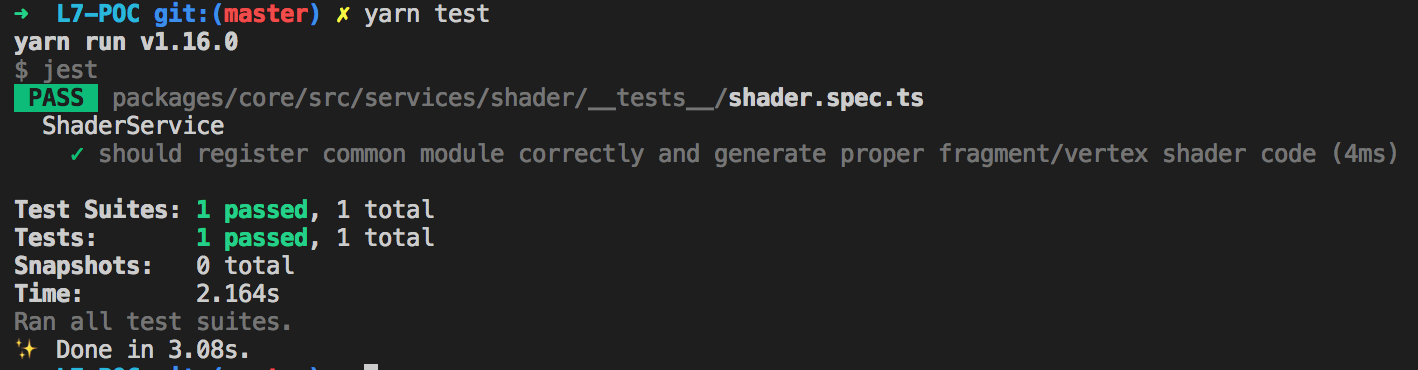 ➜ L7-POC git:(master) ✗ yarn test
yarn run v1.16.0
$ jest
PASS packages/core/src/services/shader/__tests__/shader.spec.ts
ShaderService
✓ should register common module correctly and generate proper fragment/vertex shader code (4ms)
Test Suites: 1 passed, 1 total
Tests: 1 passed, 1 total
Snapshots: 0 total
Time: 2.164s
Ran all test suites.
✨ Done in 3.08s.